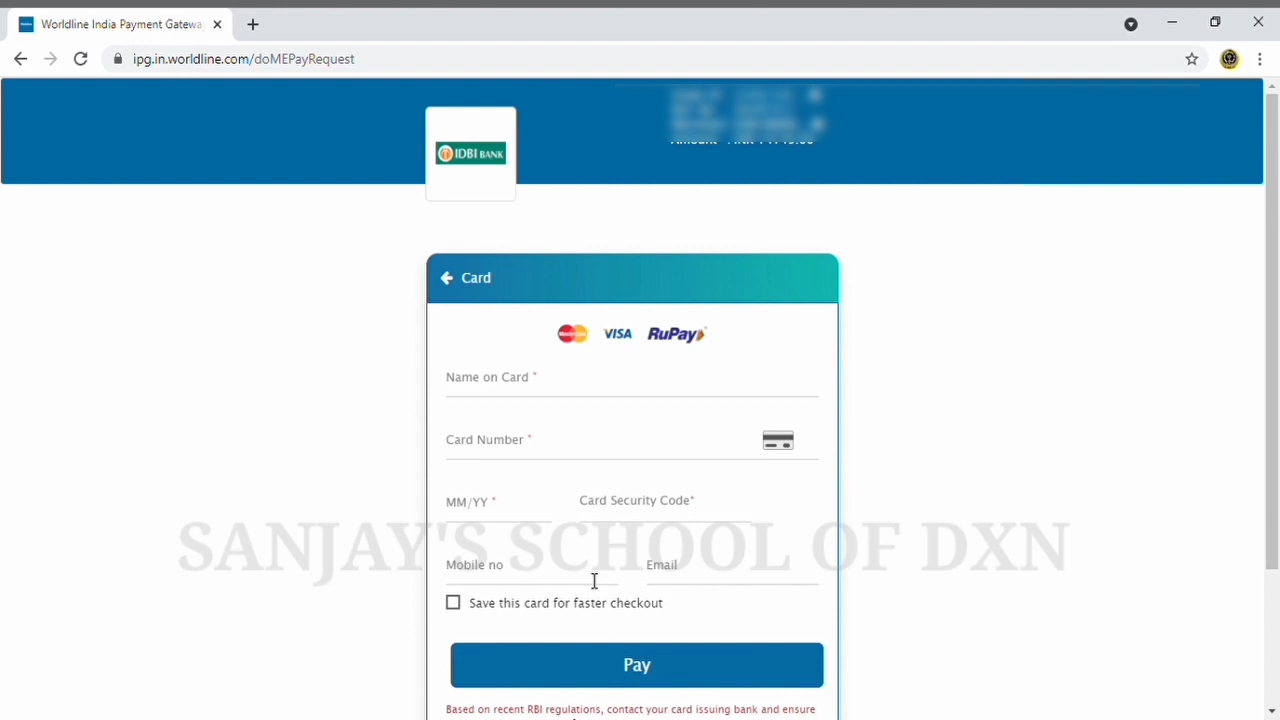 Worldline India Payment Gatewa
ipg.in.worldline.com/doMEPayRequest
IDBI BANK
Card
VISA RuPay
Name on Card *
Card Number *
MM/YY * Card Security Code*
SANJAY'S SCHOOL OF DXN
Mobile no Email
Save this card for faster checkout
Pay
Based on recent RBI regulations, contact your card issuing bank and ensure